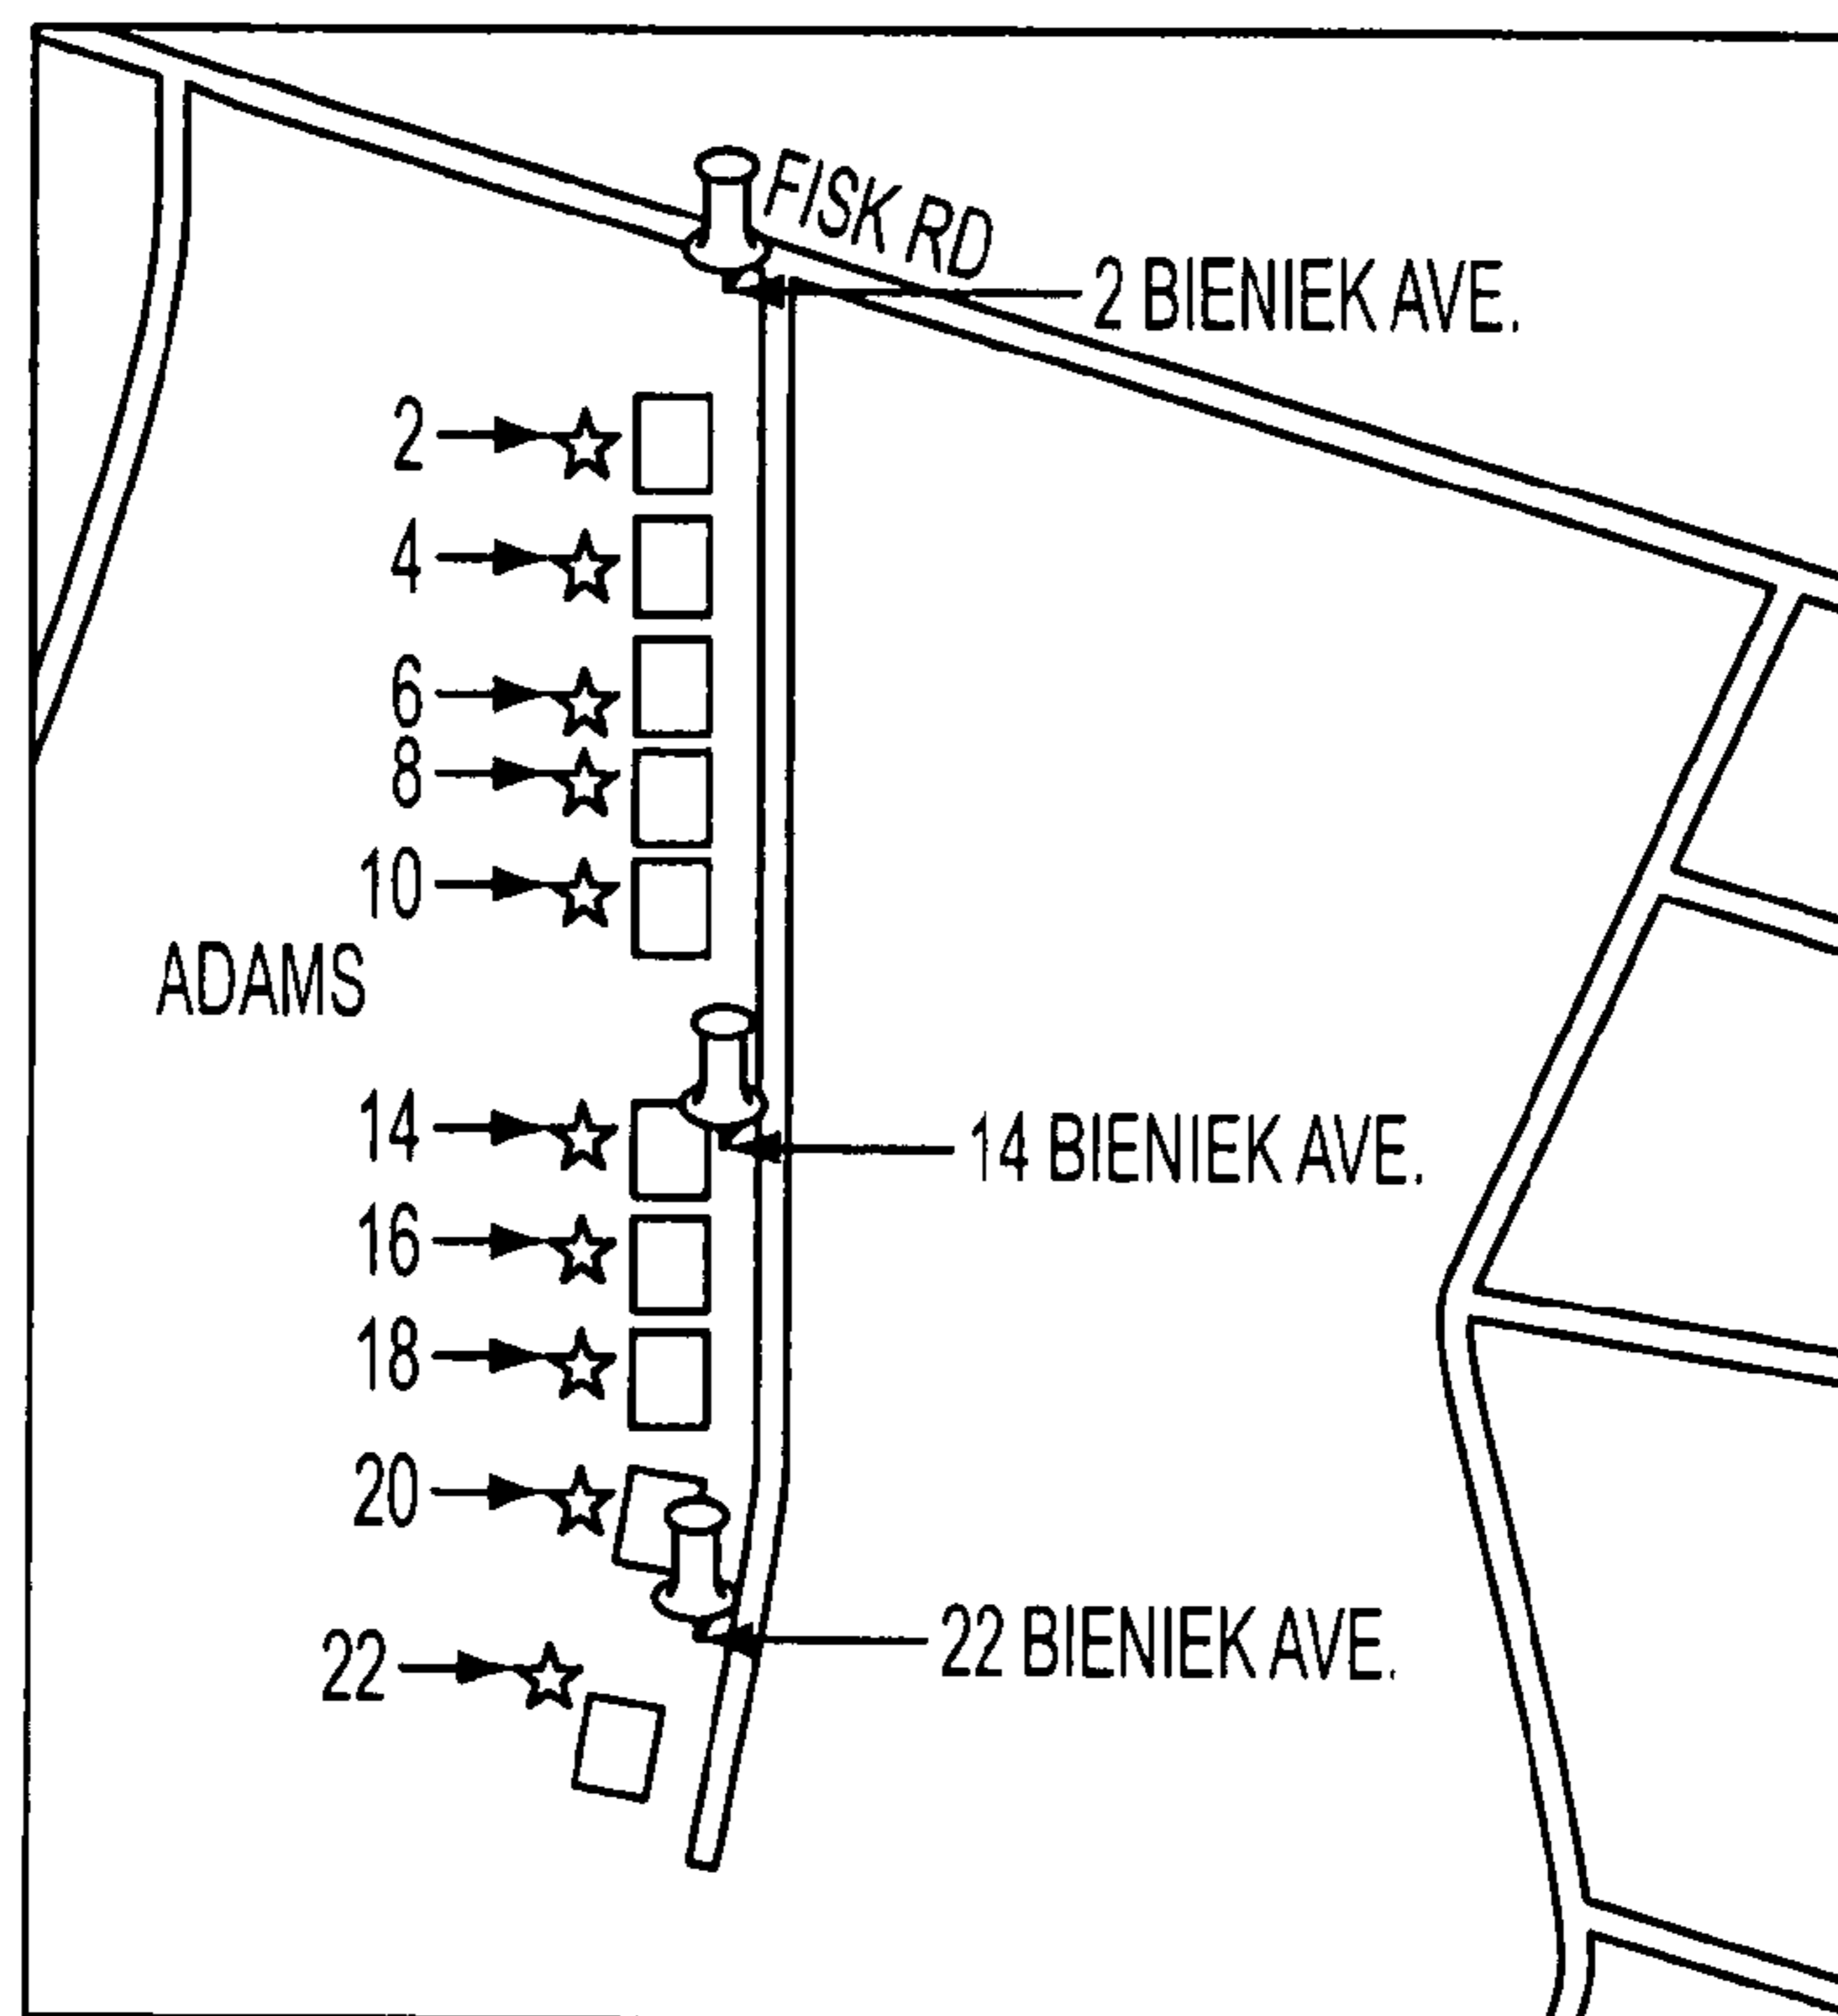 FISK RD
2 BIENIEK AVE.
2
4
6
8
10
ADAMS
14
14 BIENIEK AVE.
16
18
20
22 BIENIEK AVE.
22